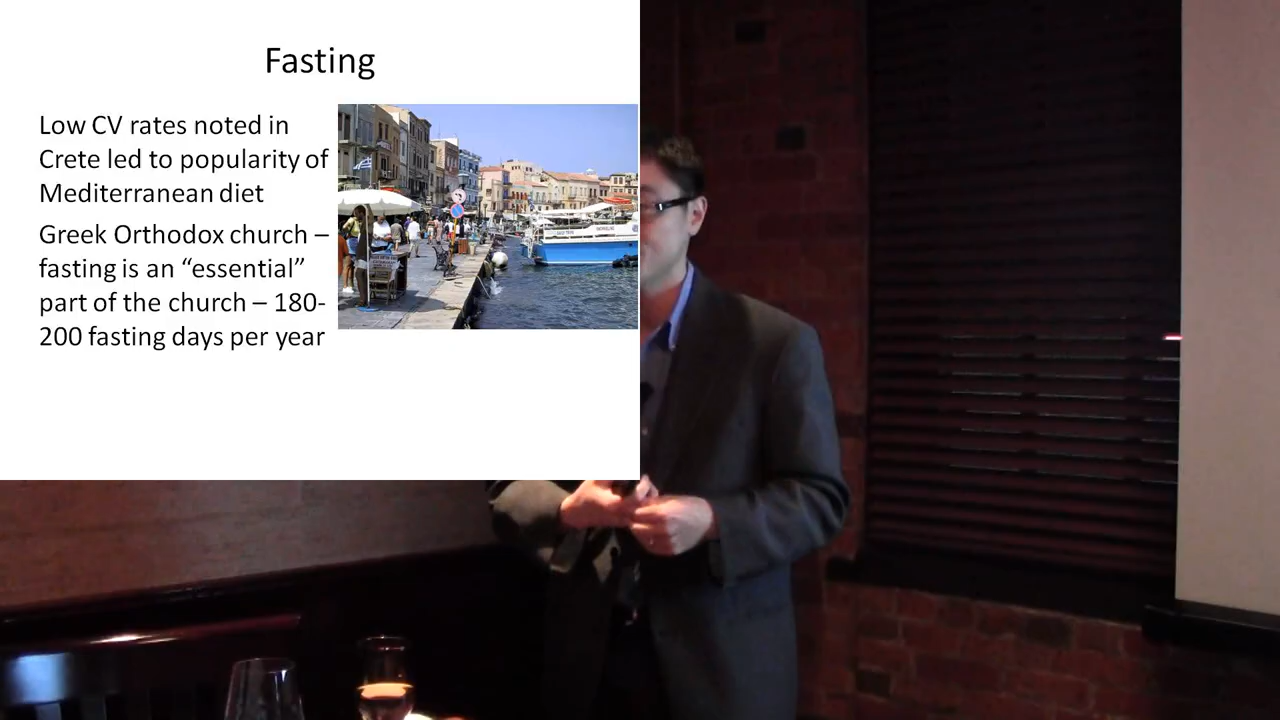 Fasting
Low CV rates noted in
Crete led to popularity of
Mediterranean diet
Greek Orthodox church –
fasting is an “essential”
part of the church – 180-
200 fasting days per year